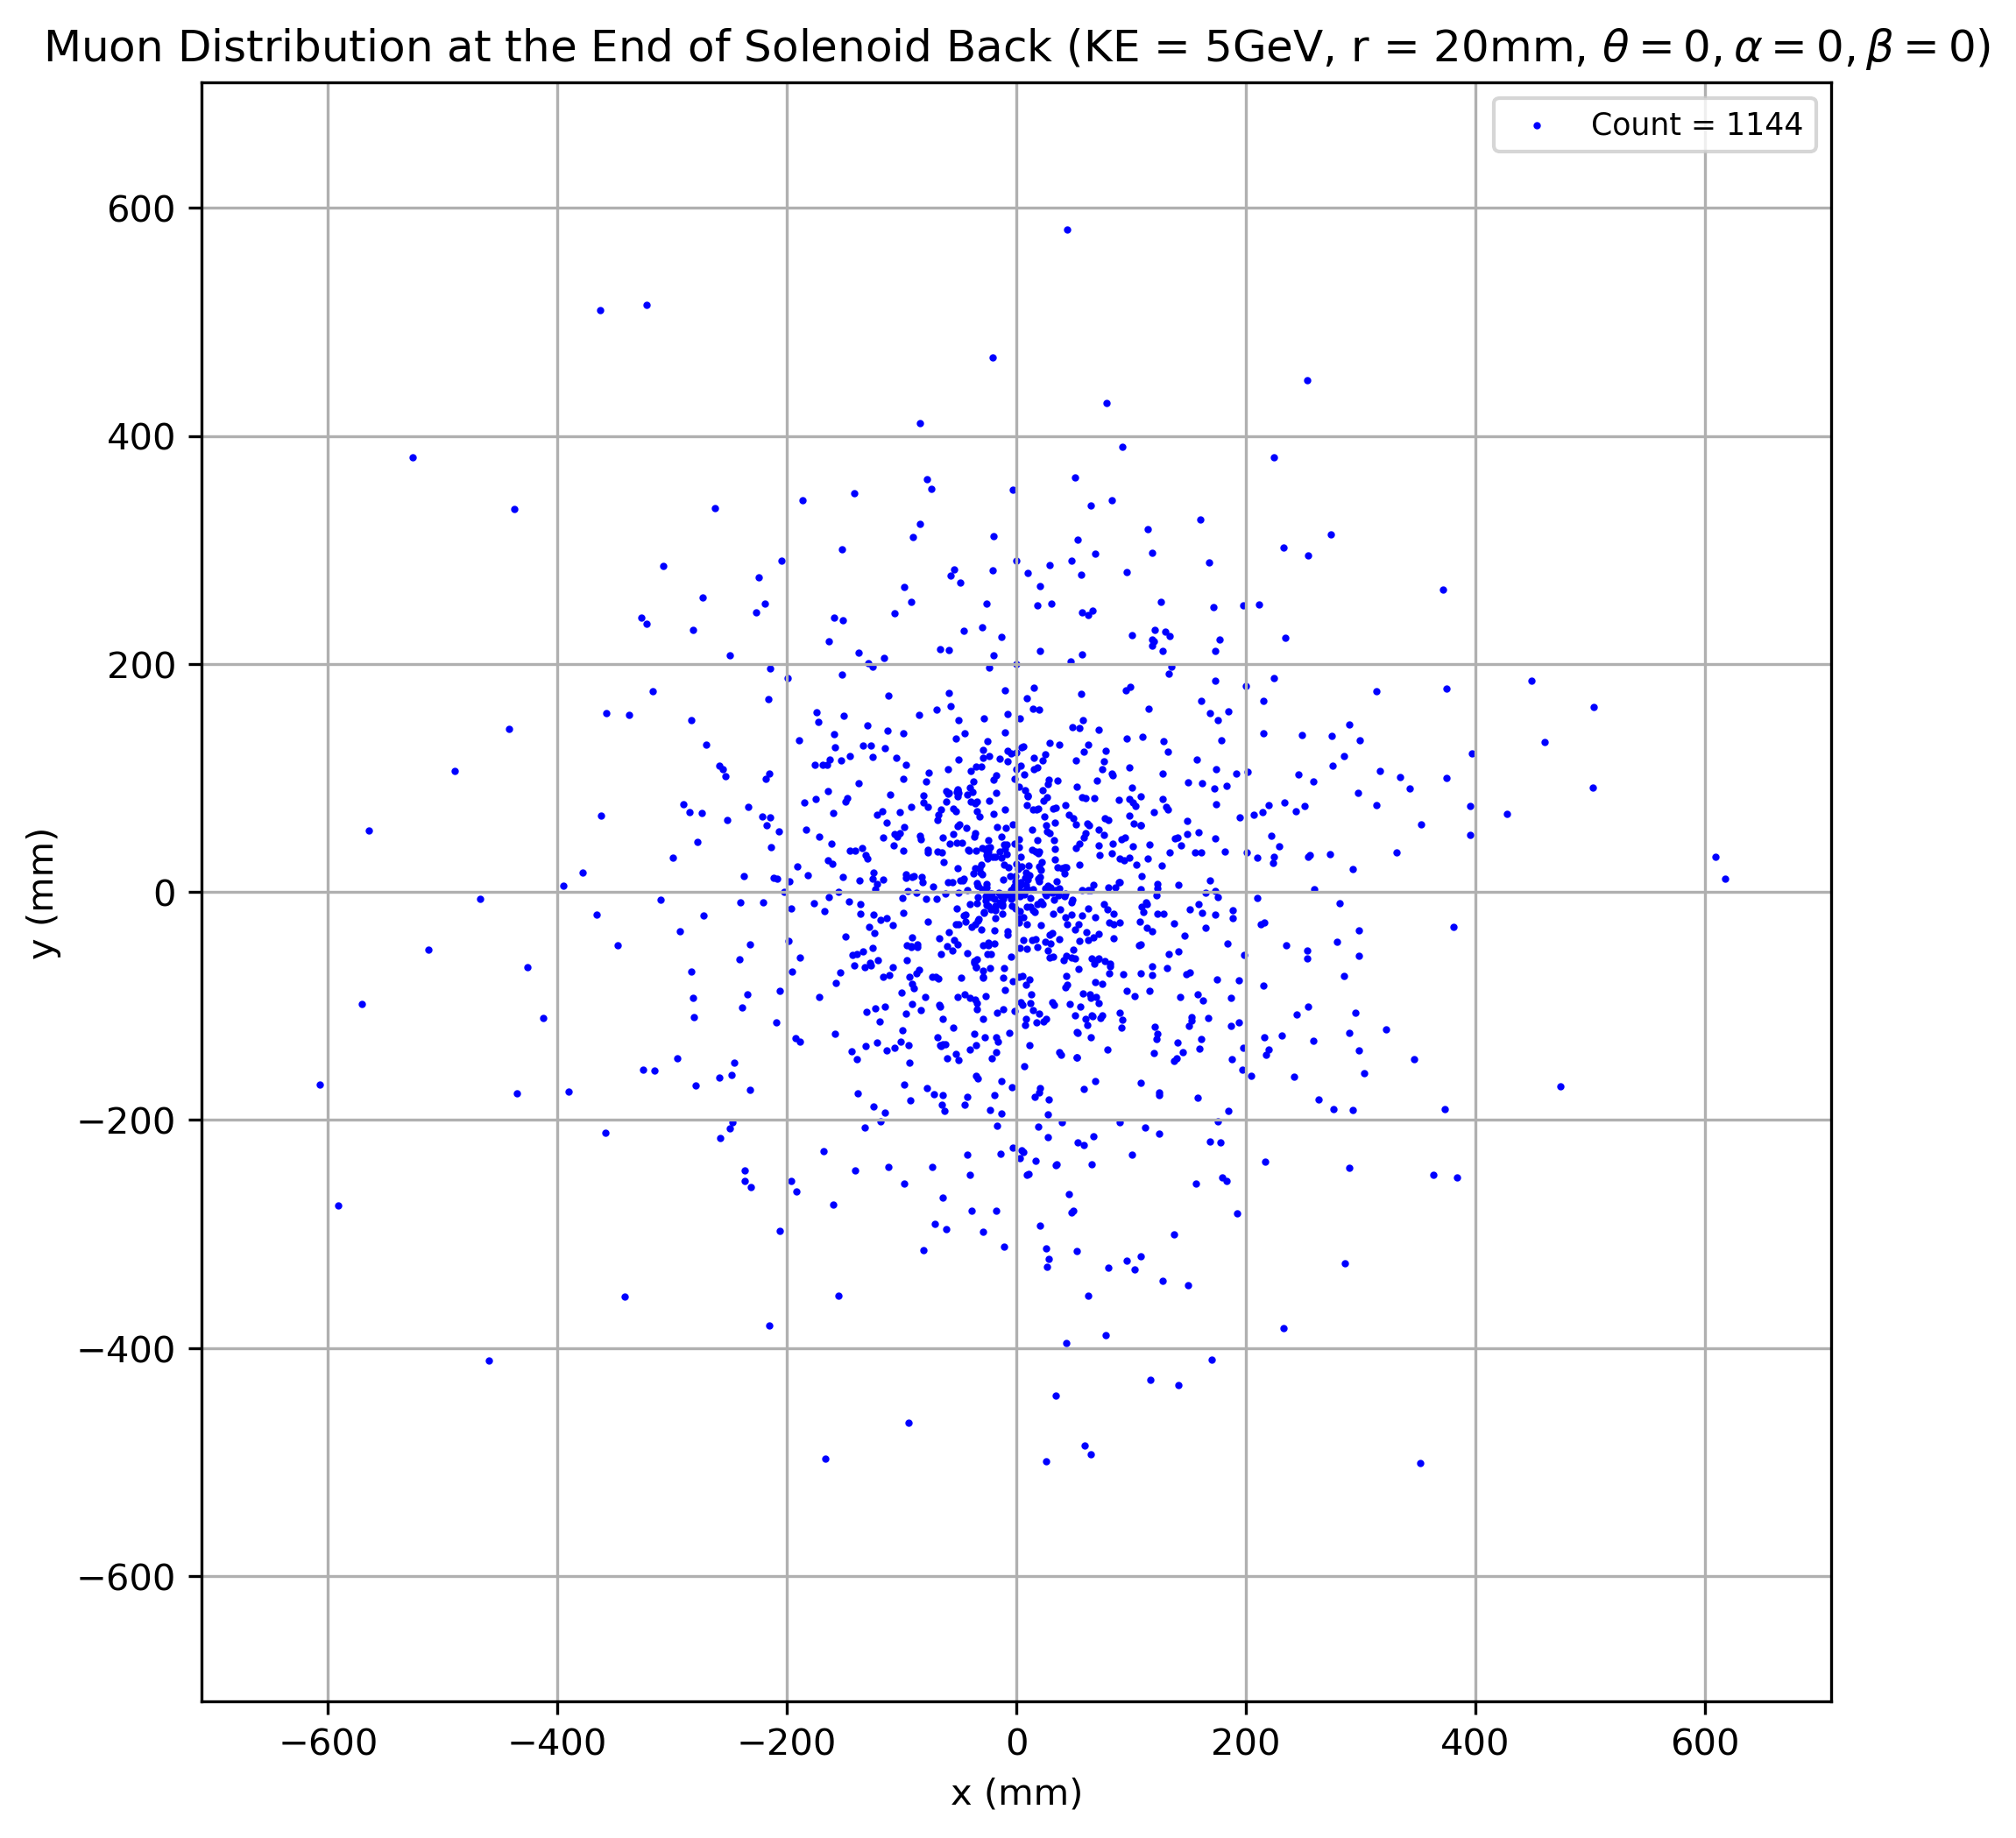 Muon Distribution at the End of Solenoid Back (KE = 5GeV, r = 20mm, θ = 0, α = 0, β = 0)
Count = 1144
600
400
200
0
−200
−400
−600
y (mm)
−600 −400 −200 0 200 400 600
x (mm)